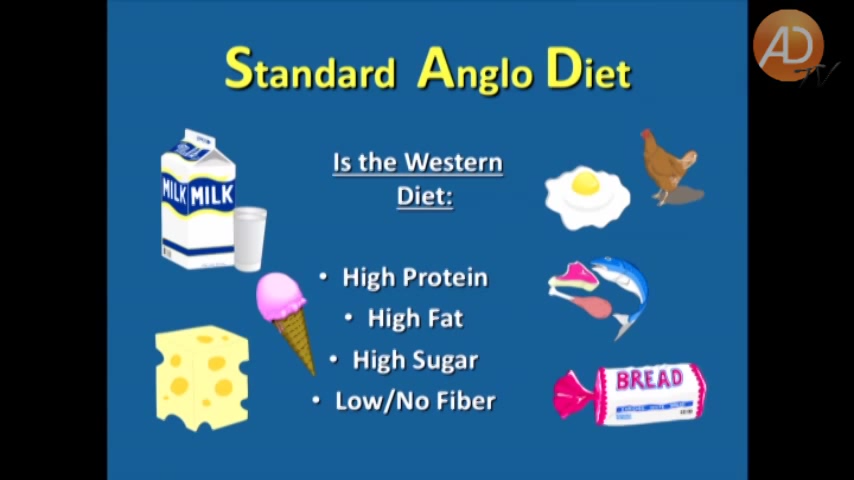 AD
TV
Standard Anglo Diet
Is the Western
Diet:
MILK MILK
• High Protein
• High Fat
• High Sugar
• Low/No Fiber
BREAD